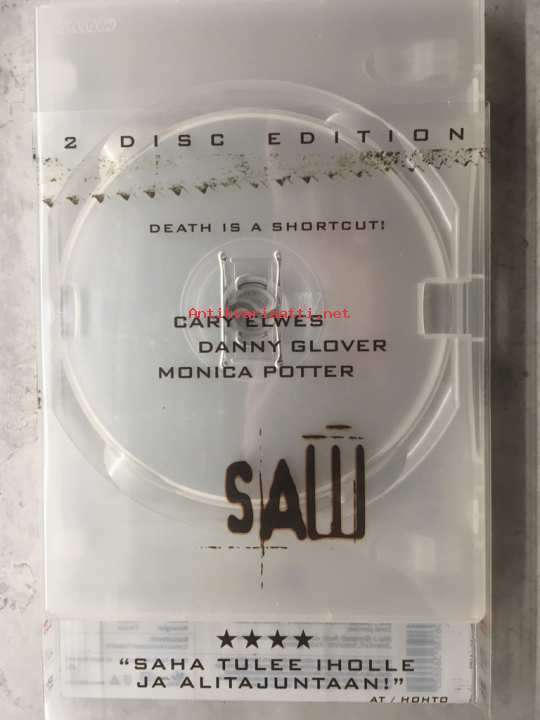 2 DISC EDITION
DEATH IS A SHORTCUT!
Antikvariaatti.net
CARY ELWES
DANNY GLOVER
MONICA POTTER
SAW
★★★★
"SAHA TULEE IHOLLE
JA ALITAJUNTAAN!"
AT / HOHTO